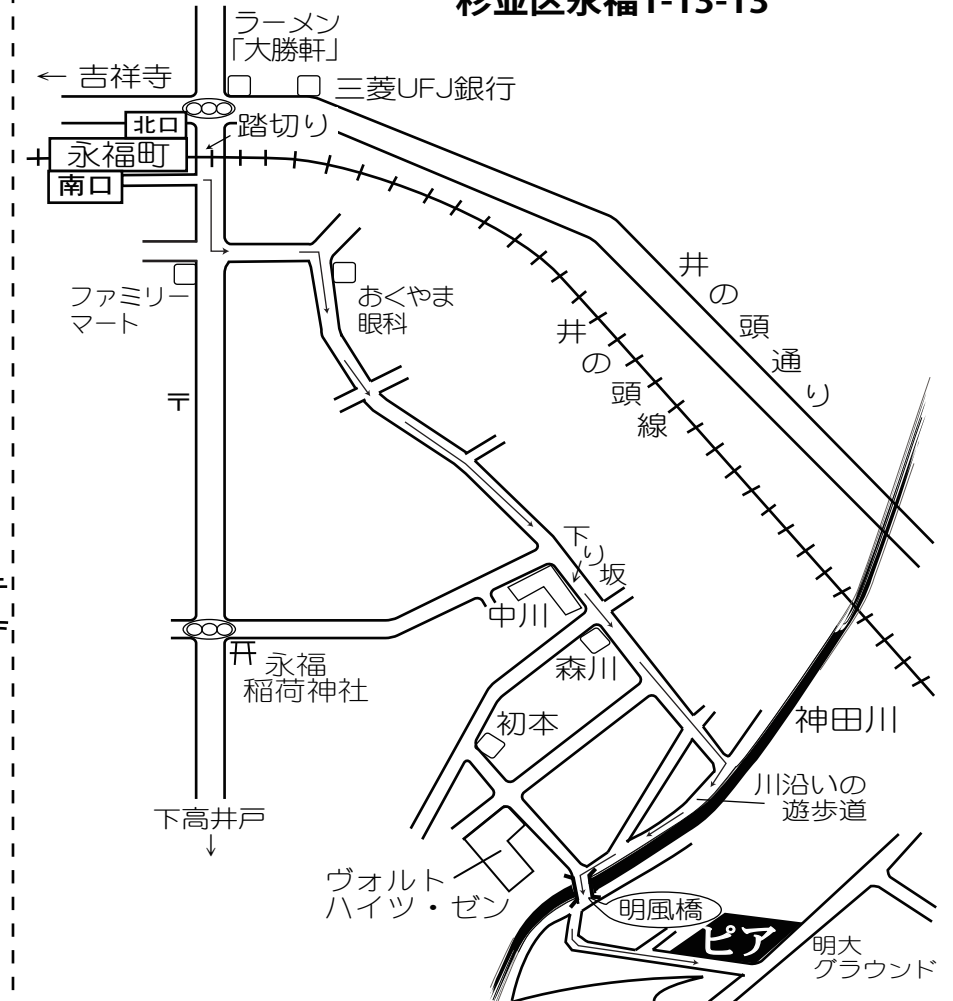 杉並区永福1-13-13
ラーメン
「大勝軒」
← 吉祥寺
三菱UFJ銀行
北口
踏切り
永福町
南口
井の頭通り
ファミリー
マート
おくやま
眼科
井の頭線
〒
下り坂
中川
永福
稲荷神社
森川
初本
神田川
川沿いの
遊歩道
下高井戸
↓
ヴォルト
ハイツ・ゼン
明風橋
ピア
明大
グラウンド